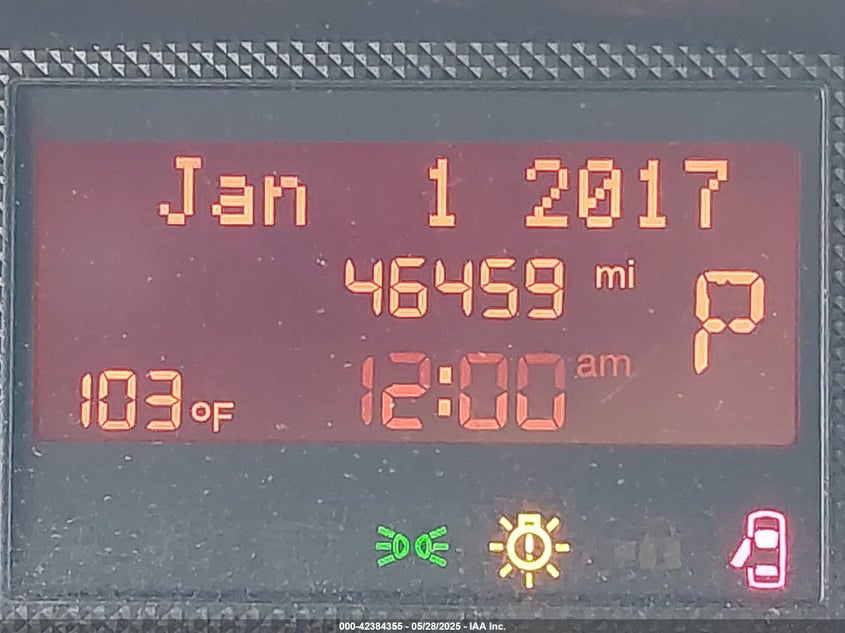 Jan 1 2017
46459 mi
P
103°F 12:00 am
000-42384355 - 05/28/2025 - IAA Inc.